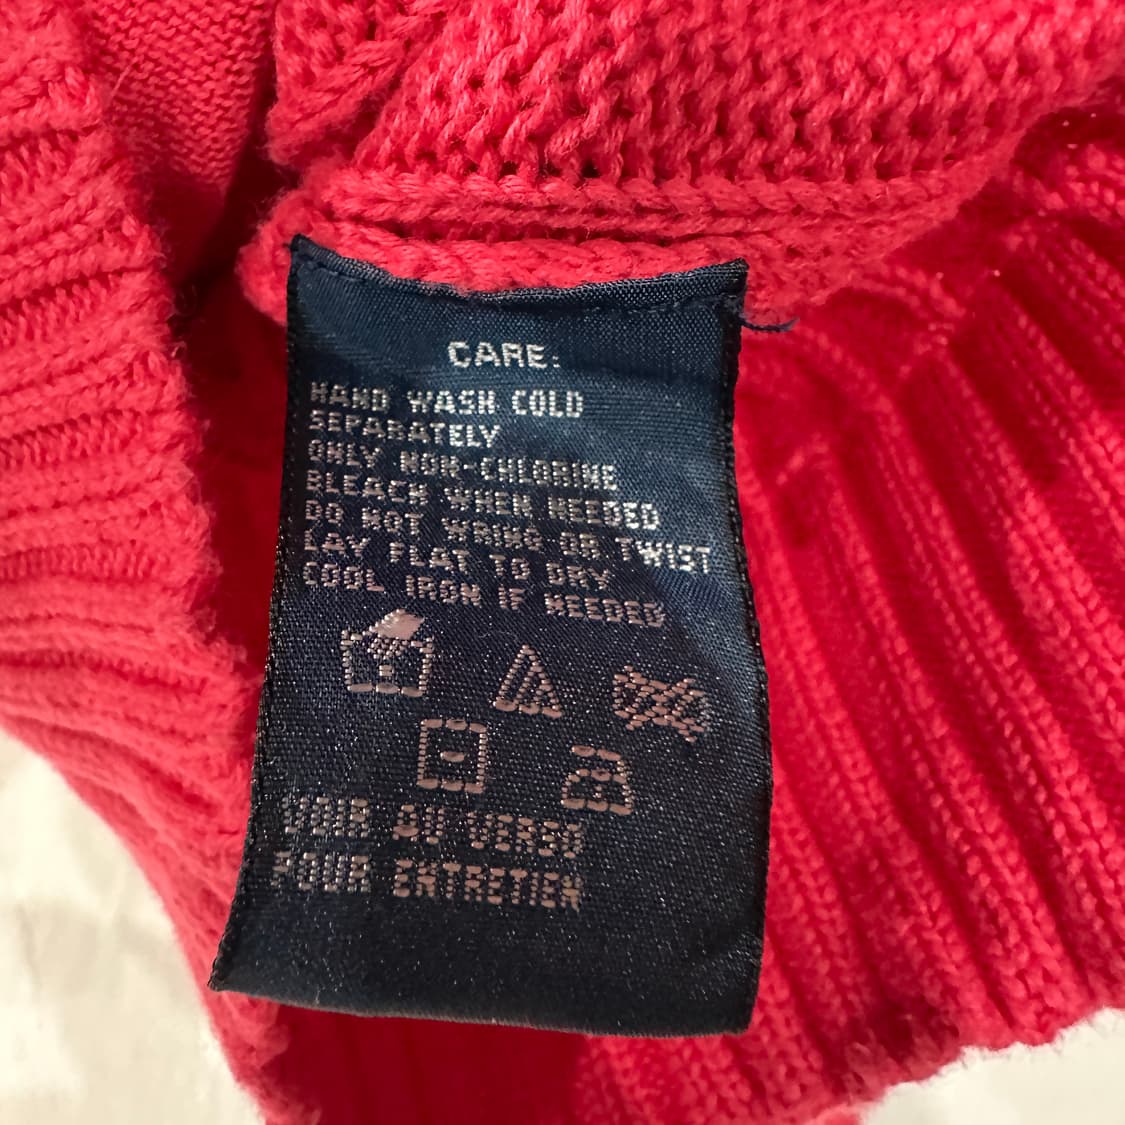 CARE:
HAND WASH COLD
SEPARATELY
ONLY NON-CHLORINE
BLEACH WHEN NEEDED
DO NOT WRING OR TWIST
LAY FLAT TO DRY
COOL IRON IF NEEDED
VOIR AU VERSO
POUR ENTRETIEN